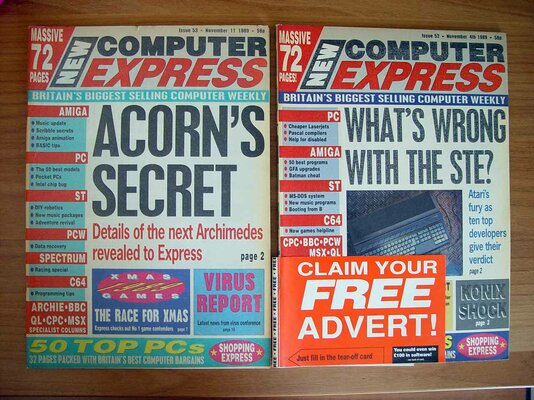 MASSIVE
72
PAGES
Issue 53 • November 11 1989 • 50p
NEW
COMPUTER
EXPRESS
BRITAIN'S BIGGEST SELLING COMPUTER WEEKLY
AMIGA
Music update
Scribble secrets
Amiga animation
BASIC tips
PC
The 50 best models
Pocket PCs
Intel chip bug
ST
DIY robotics
New music packages
Adventure revival
PCW
Data recovery
SPECTRUM
Racing special
C64
Programming tips
ARCHIE•BBC
QL•CPC•MSX
SPECIALIST COLUMNS
ACORN'S
SECRET
Details of the next Archimedes
revealed to Express
page 2
XMAS
GAMES
THE RACE FOR XMAS
Express checks out No 1 game contenders
page 7
VIRUS
REPORT
Latest news from virus conference
50 TOP PCs
32 PAGES PACKED WITH BRITAIN'S BEST COMPUTER BARGAINS
SHOPPING
EXPRESS
MASSIVE
72
PAGES!
Issue 52 • November 4th 1989 • 50p
NEW
COMPUTER
EXPRESS
BRITAIN'S BIGGEST SELLING COMPUTER WEEKLY
PC
Cheaper Laserjets
Pascal compilers
Help for disabled
AMIGA
50 best programs
GFA upgrades
Batman cheat
ST
MS-DOS system
New music programs
Booting from B
C64
New games helpline
CPC•BBC•PCW
MSX•QL
WHAT'S WRONG
WITH THE STE?
Atari's
fury as
ten top
developers
give their
verdict
page 2
KONIX
SHOCK
page 3
SHOPPING
EXPRESS
CLAIM YOUR
FREE
ADVERT!
Just fill in the tear-off card
You could even win
£100 in software!